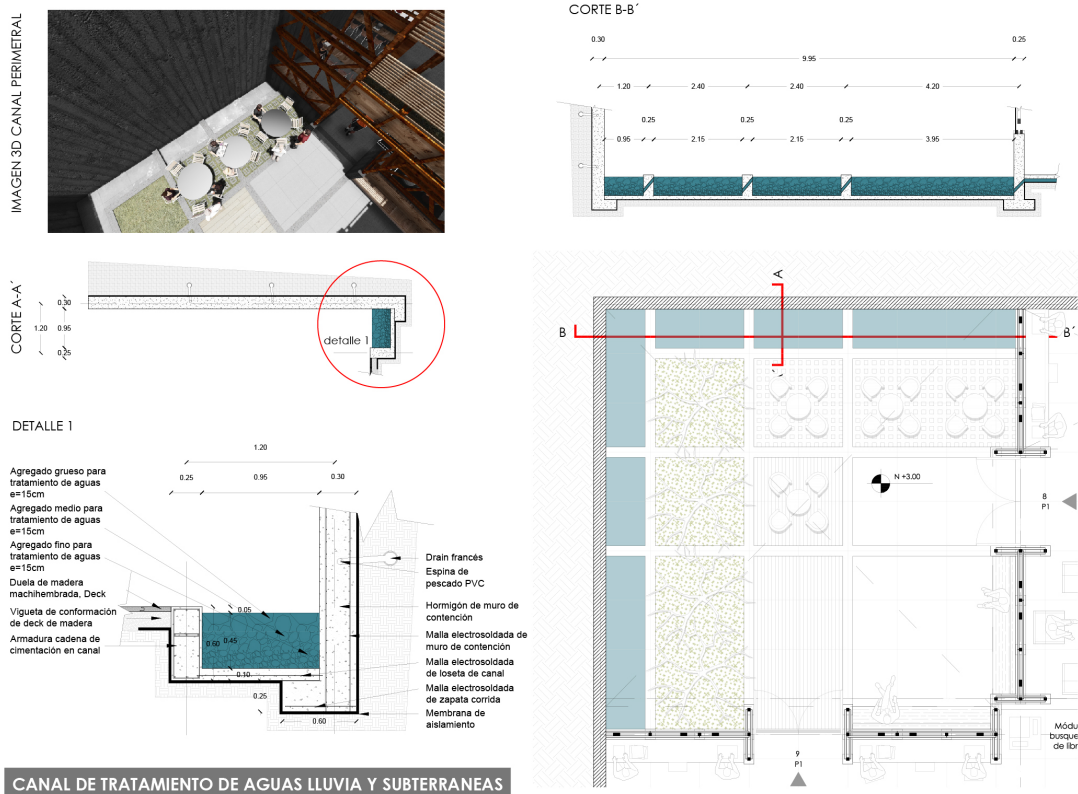 IMAGEN 3D CANAL PERIMETRAL
CORTE B-B´
0.30
0.25
9.95
1.20
2.40
2.40
4.20
0.25
0.25
0.25
0.95
2.15
2.15
3.95
CORTE A-A´
0.30
1.20
0.95
0.25
detalle 1
A
B
B´
N +3.00
8
P1
9
P1
Módu
busque
de libr
DETALLE 1
1.20
0.25
0.95
0.30
Agregado grueso para
tratamiento de aguas
e=15cm
Agregado medio para
tratamiento de aguas
e=15cm
Agregado fino para
tratamiento de aguas
e=15cm
Duela de madera
machihembrada, Deck
Vigueta de conformación
de deck de madera
Armadura cadena de
cimentación en canal
0.05
0.60
0.45
0.10
0.25
0.60
Drain francés
Espina de
pescado PVC
Hormigón de muro de
contención
Malla electrosoldada de
muro de contención
Malla electrosoldada
de loseta de canal
Malla electrosoldada
de zapata corrida
Membrana de
aislamiento
CANAL DE TRATAMIENTO DE AGUAS LLUVIA Y SUBTERRANEAS